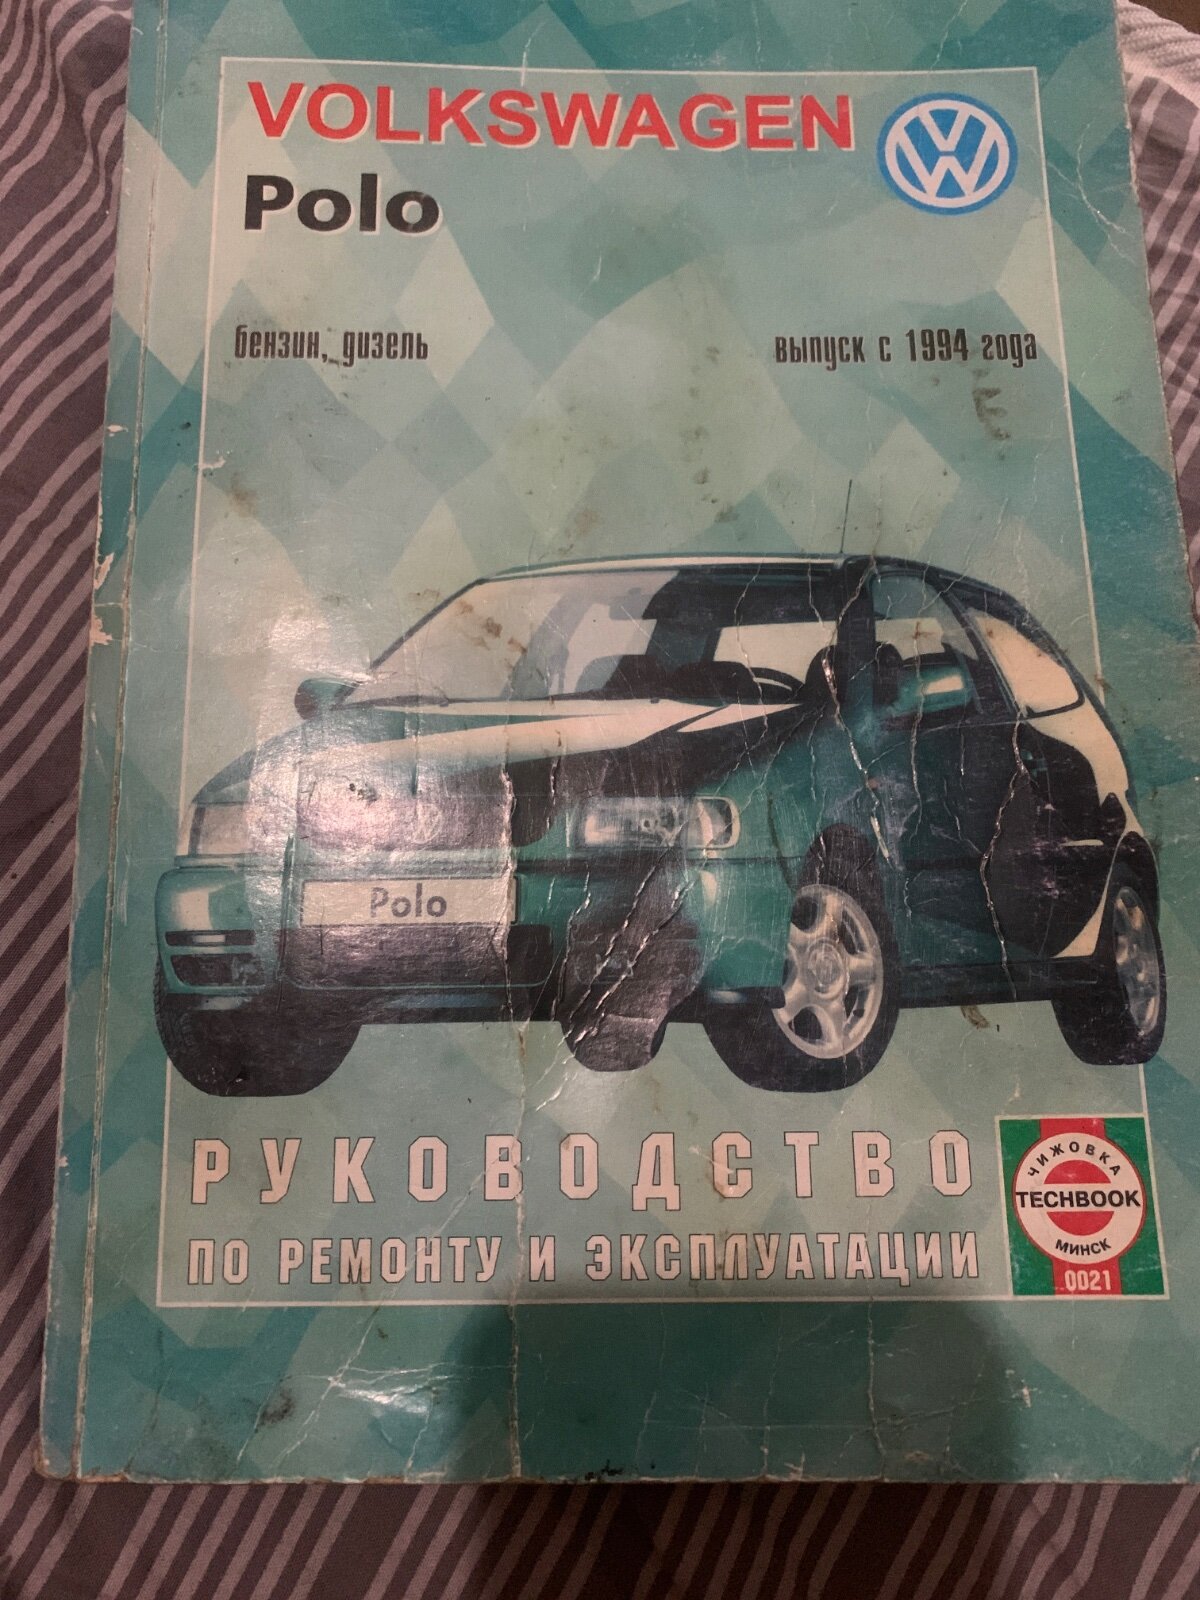 VOLKSWAGEN
Polo
бензин, дизель
выпуск с 1994 года
Polo
РУКОВОДСТВО
ПО РЕМОНТУ И ЭКСПЛУАТАЦИИ
ЧИЖОВКА
TECHBOOK
МИНСК
0021